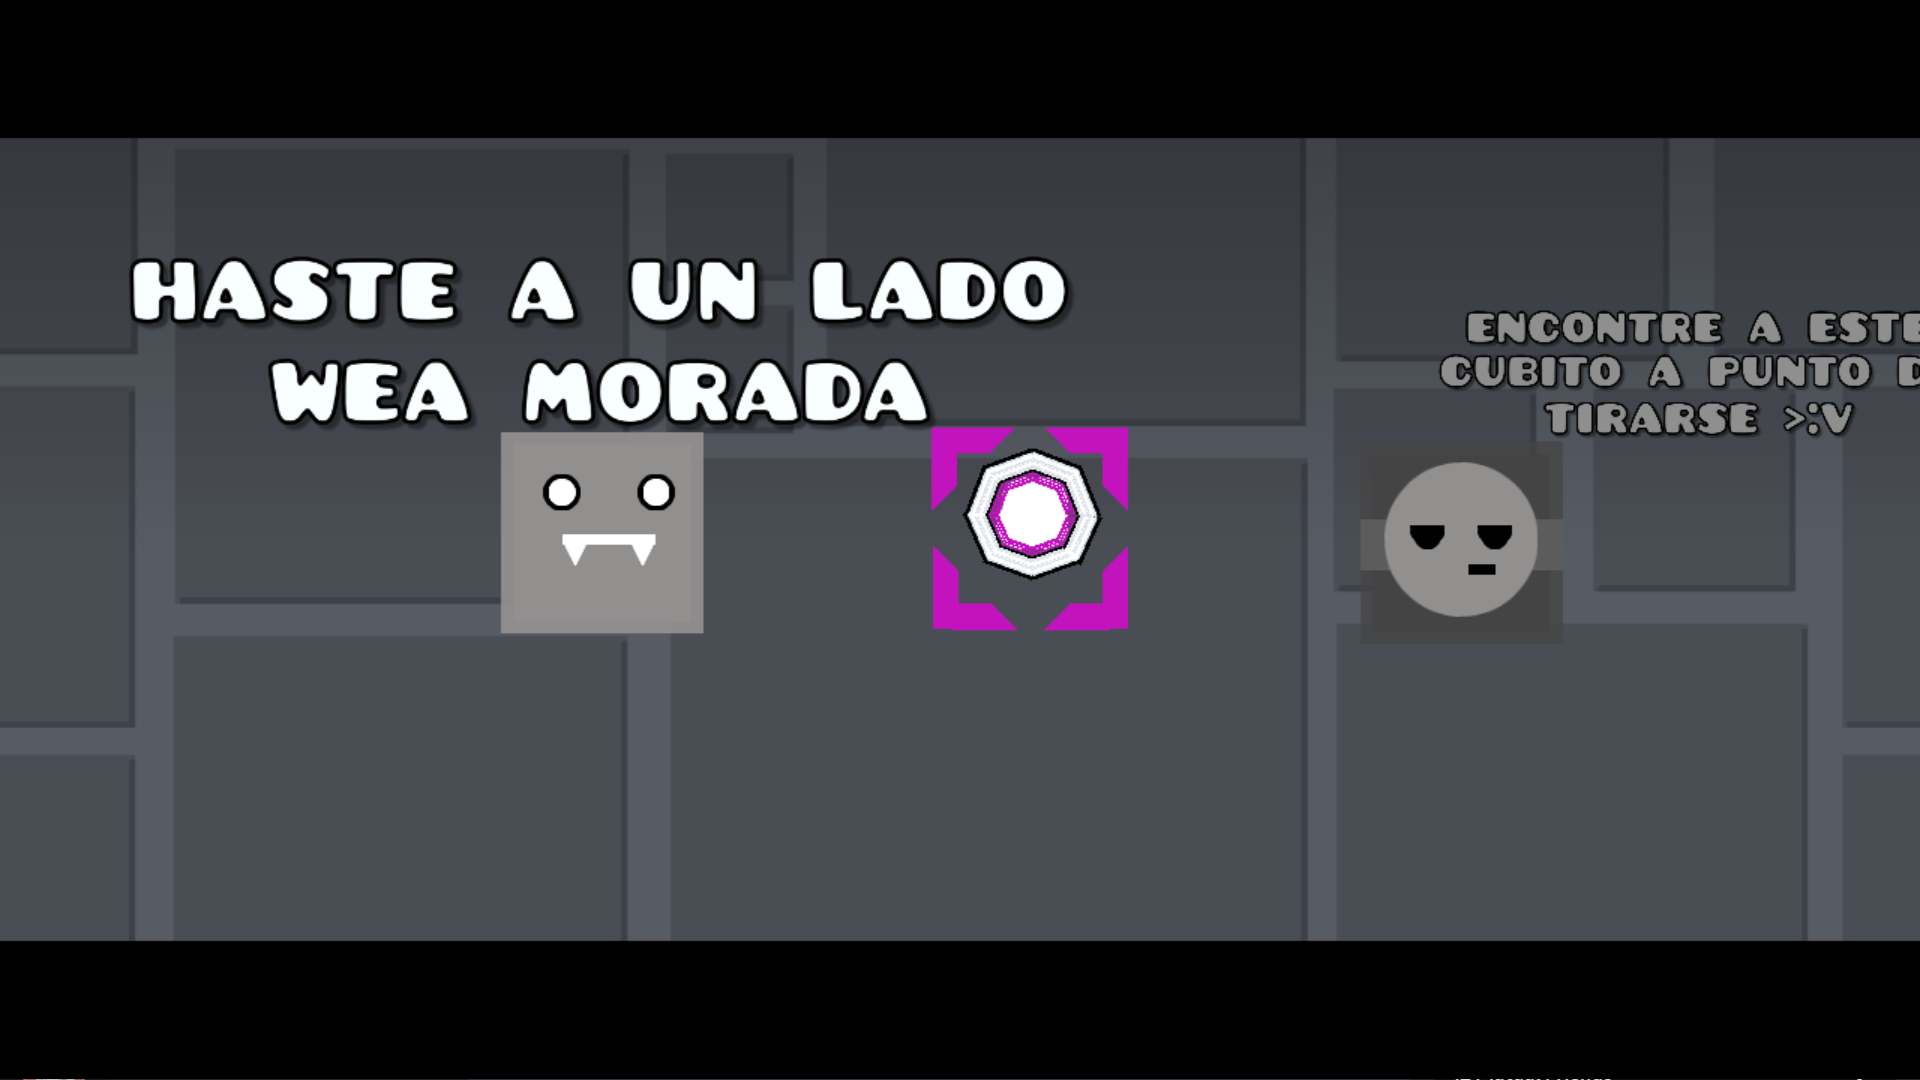 HASTE A UN LADO
WEA MORADA
ENCONTRE A ESTE
CUBITO A PUNTO
TIRARSE >:V